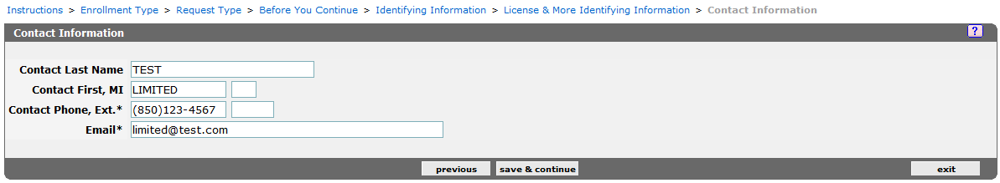 Instructions > Enrollment Type > Request Type > Before You Continue > Identifying Information > License & More Identifying Information > Contact Information
Contact Information ?
Contact Last Name TEST
Contact First, MI LIMITED
Contact Phone, Ext.* (850)123-4567
Email* limited@test.com
previous save & continue exit